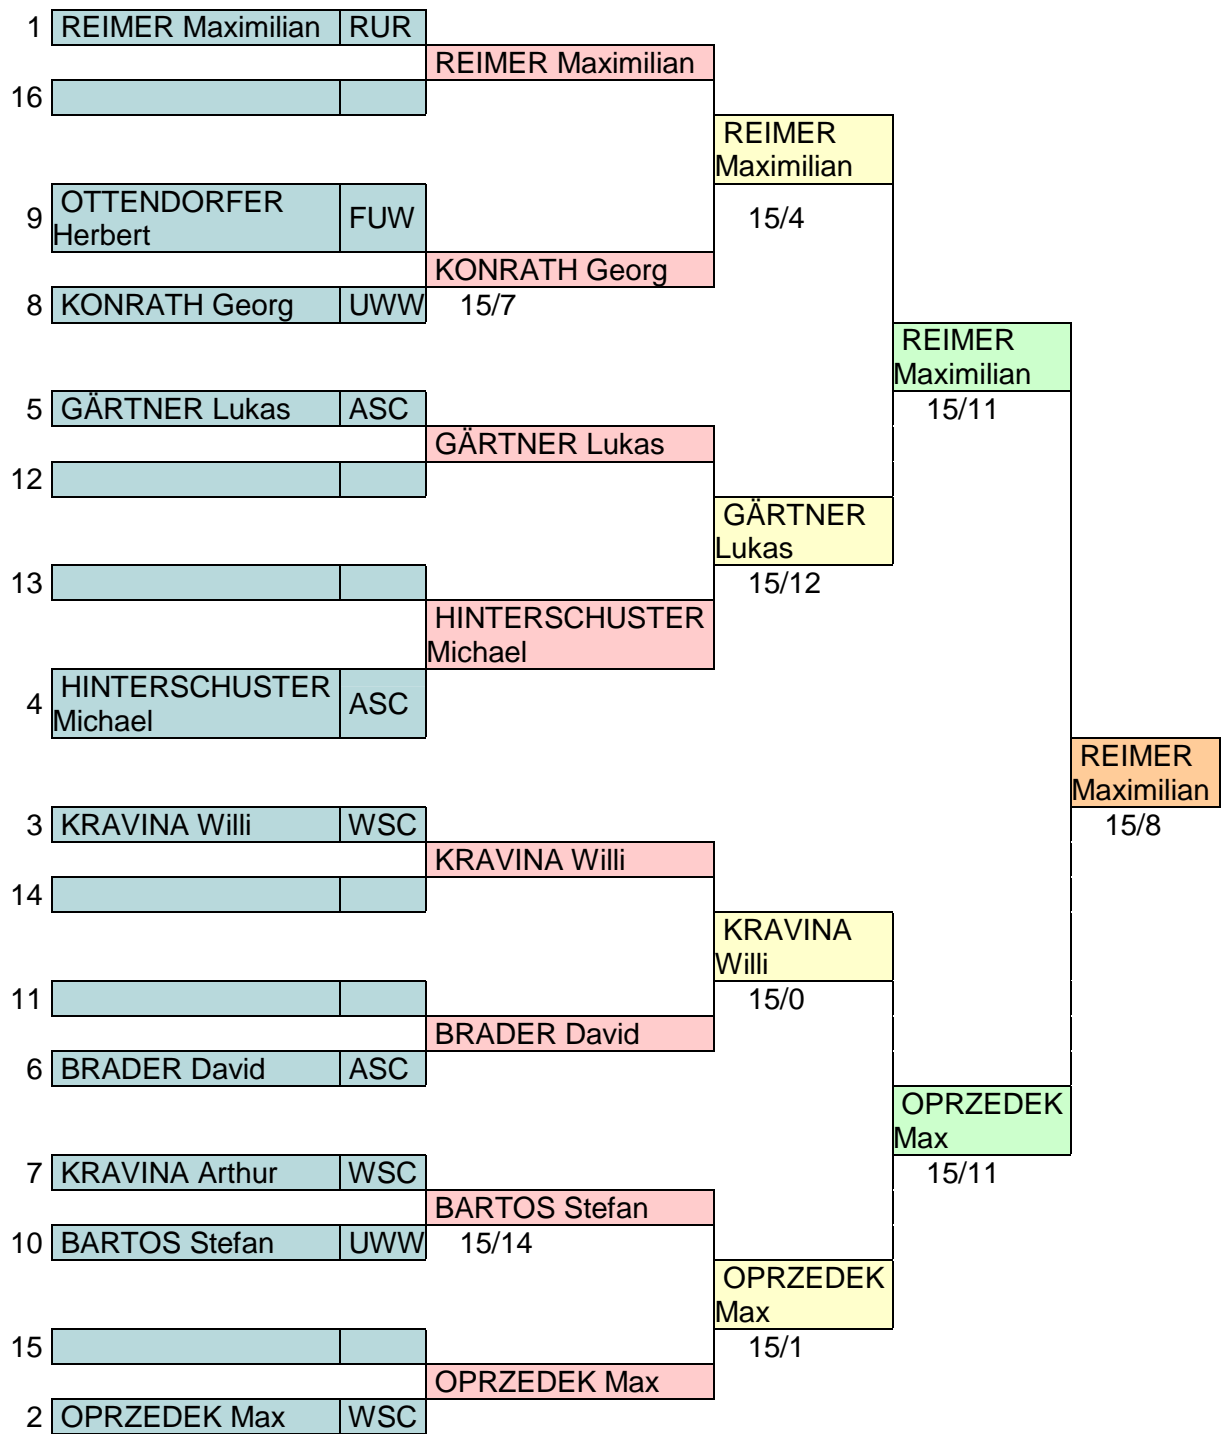 1 REIMER Maximilian RUR
REIMER Maximilian
16
REIMER
Maximilian
9 OTTENDORFER
Herbert FUW
15/4
KONRATH Georg
8 KONRATH Georg UWW 15/7
REIMER
Maximilian
5 GÄRTNER Lukas ASC
15/11
GÄRTNER Lukas
12
GÄRTNER
Lukas
13
15/12
HINTERSCHUSTER
Michael
4 HINTERSCHUSTER
Michael ASC
REIMER
Maximilian
3 KRAVINA Willi WSC
15/8
KRAVINA Willi
14
KRAVINA
Willi
11
15/0
BRADER David
6 BRADER David ASC
OPRZEDEK
Max
7 KRAVINA Arthur WSC
15/11
BARTOS Stefan
10 BARTOS Stefan UWW 15/14
OPRZEDEK
Max
15
15/1
OPRZEDEK Max
2 OPRZEDEK Max WSC